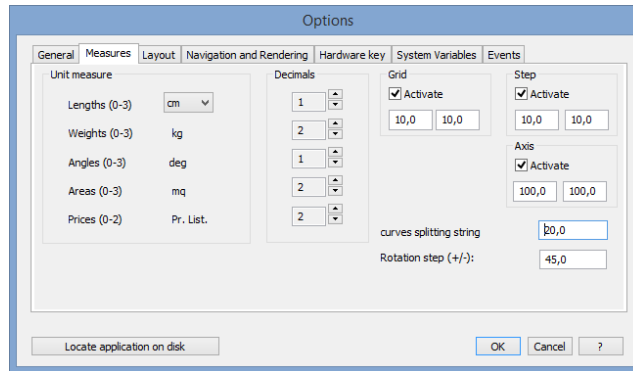 Options
General Measures Layout Navigation and Rendering Hardware key System Variables Events
Unit measure
Lengths (0-3) cm
Weights (0-3) kg
Angles (0-3) deg
Areas (0-3) mq
Prices (0-2) Pr. List.
Decimals
1
2
1
2
2
Grid
Activate
10,0 10,0
Step
Activate
10,0 10,0
Axis
Activate
100,0 100,0
curves splitting string 20,0
Rotation step (+/-): 45,0
Locate application on disk OK Cancel ?